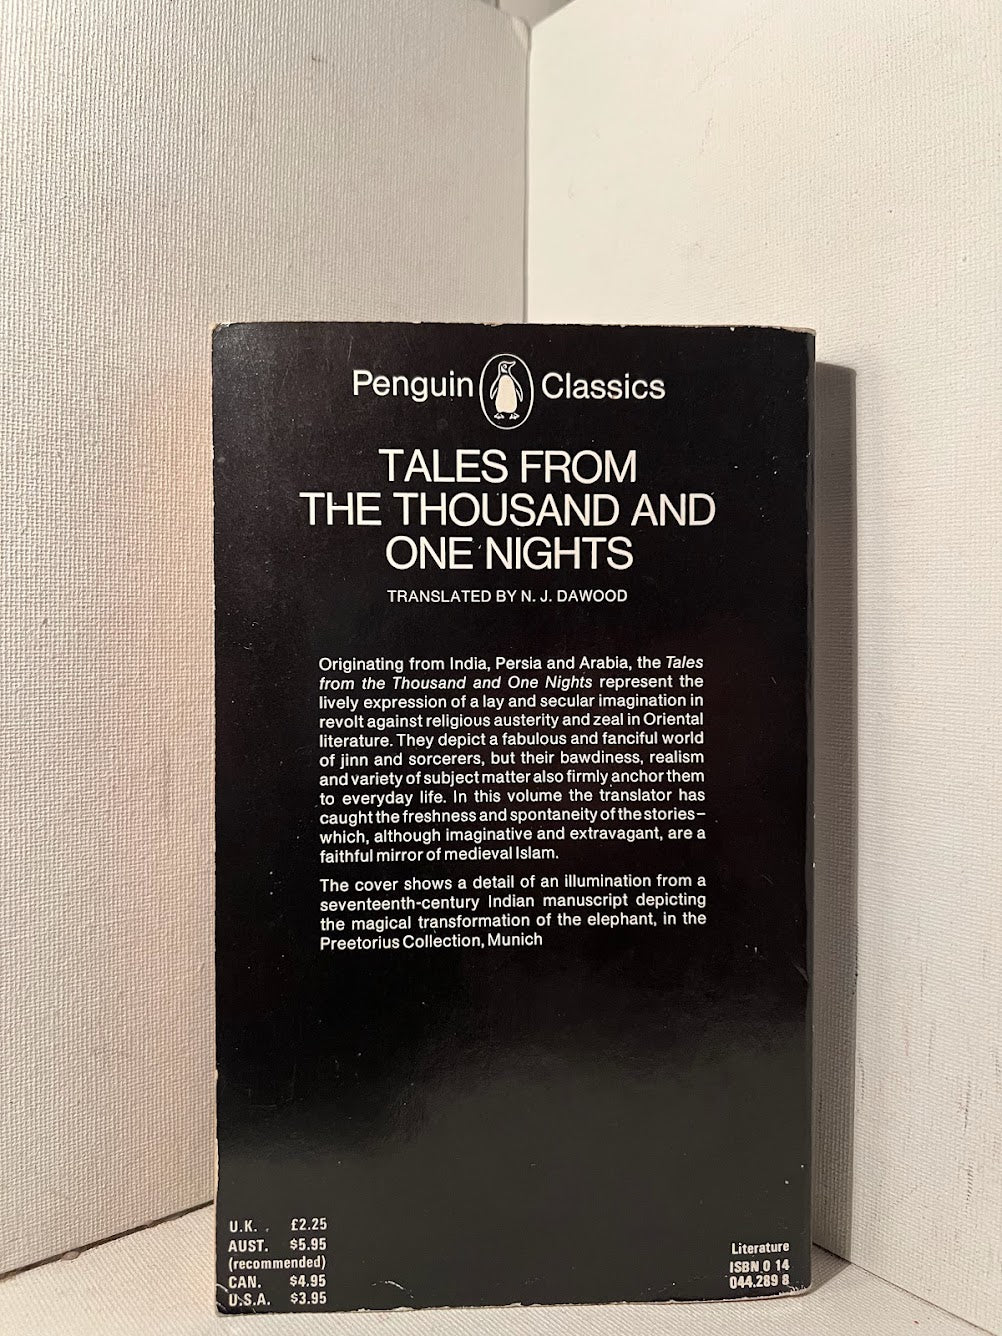 Penguin Classics
TALES FROM
THE THOUSAND AND
ONE NIGHTS
TRANSLATED BY N. J. DAWOOD
Originating from India, Persia and Arabia, the Tales
from the Thousand and One Nights represent the
lively expression of a lay and secular imagination in
revolt against religious austerity and zeal in Oriental
literature. They depict a fabulous and fanciful world
of jinn and sorcerers, but their bawdiness, realism
and variety of subject matter also firmly anchor them
to everyday life. In this volume the translator has
caught the freshness and spontaneity of the stories–
which, although imaginative and extravagant, are a
faithful mirror of medieval Islam.
The cover shows a detail of an illumination from a
seventeenth-century Indian manuscript depicting
the magical transformation of the elephant, in the
Preetorius Collection, Munich
U.K. £2.25
AUST. $5.95
(recommended)
CAN. $4.95
U.S.A. $3.95
Literature
ISBN 0 14
044.289 8